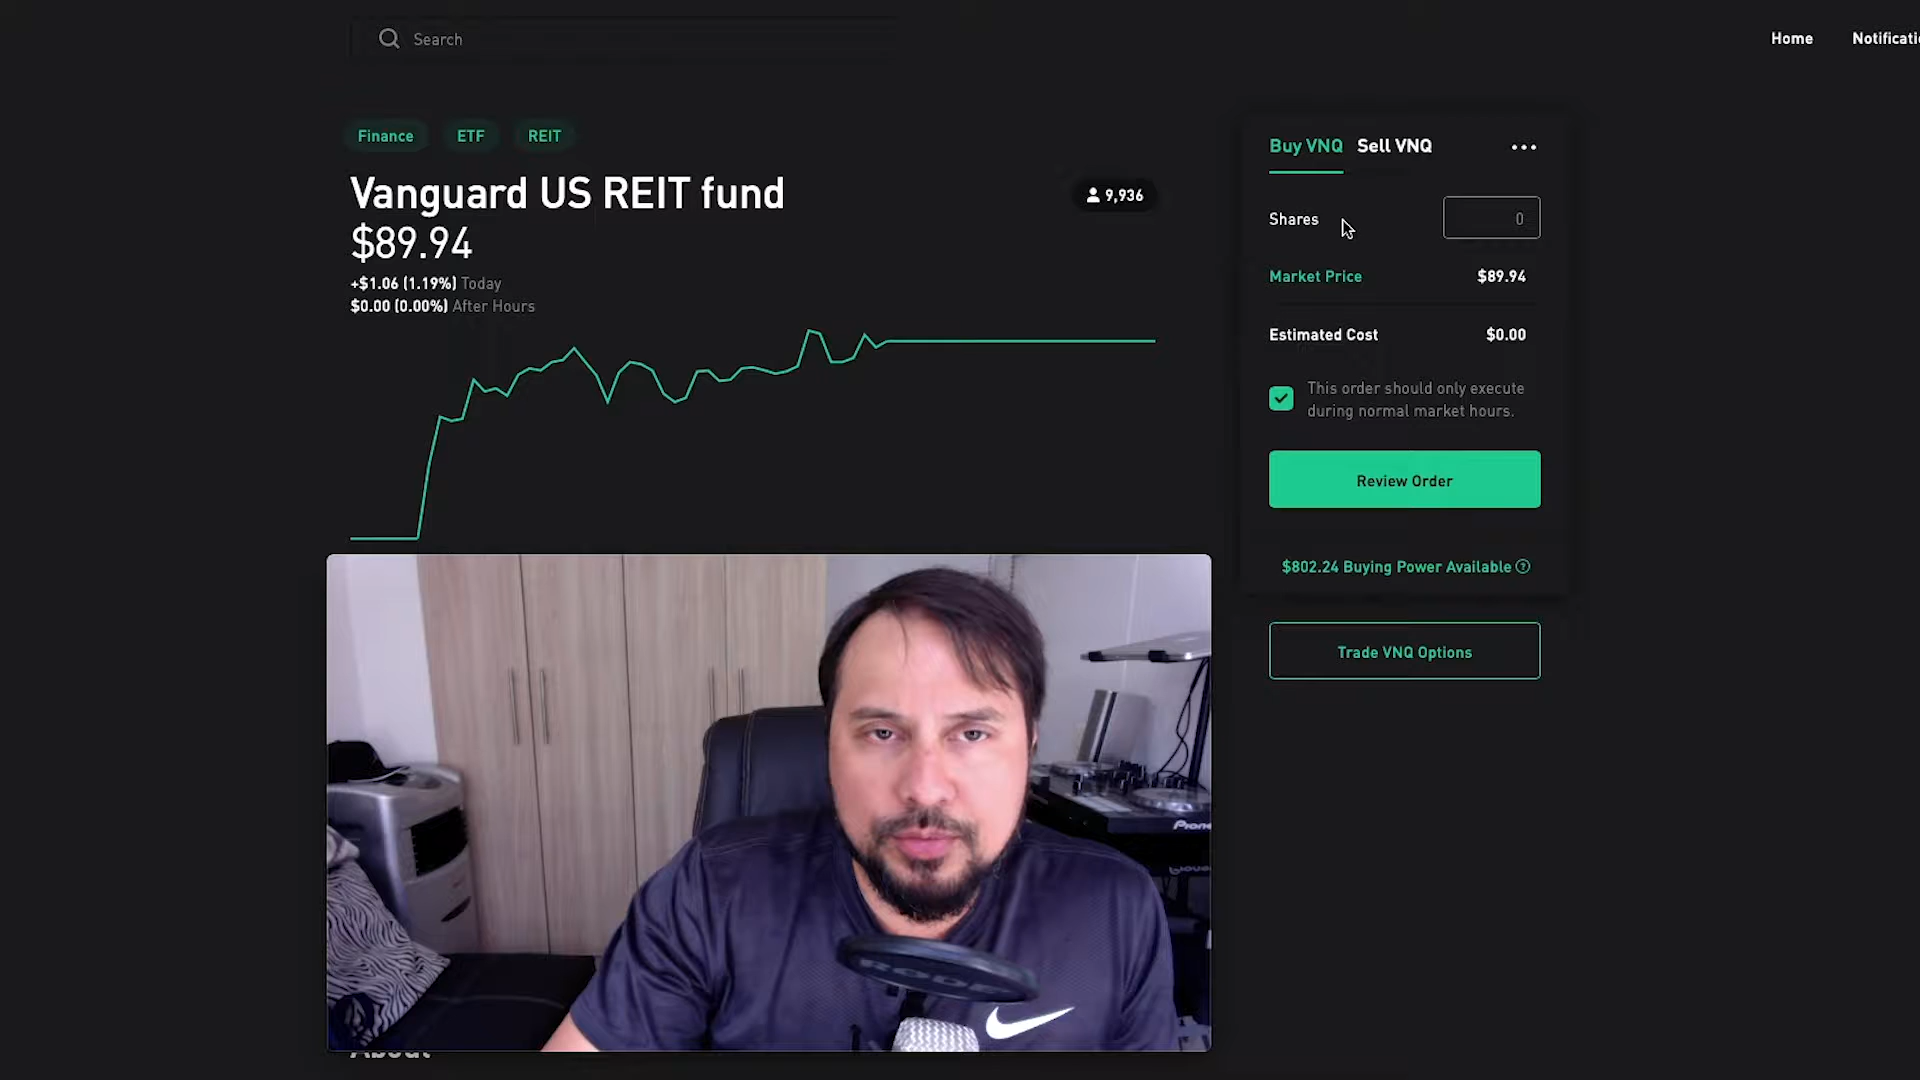 Search
Home
Notificati
Finance
ETF
REIT
Vanguard US REIT fund
9,936
$89.94
+$1.06 (1.19%) Today
$0.00 (0.00%) After Hours
Buy VNQ
Sell VNQ
Shares
0
Market Price
$89.94
Estimated Cost
$0.00
This order should only execute
during normal market hours.
Review Order
$802.24 Buying Power Available
Trade VNQ Options
RODE
About